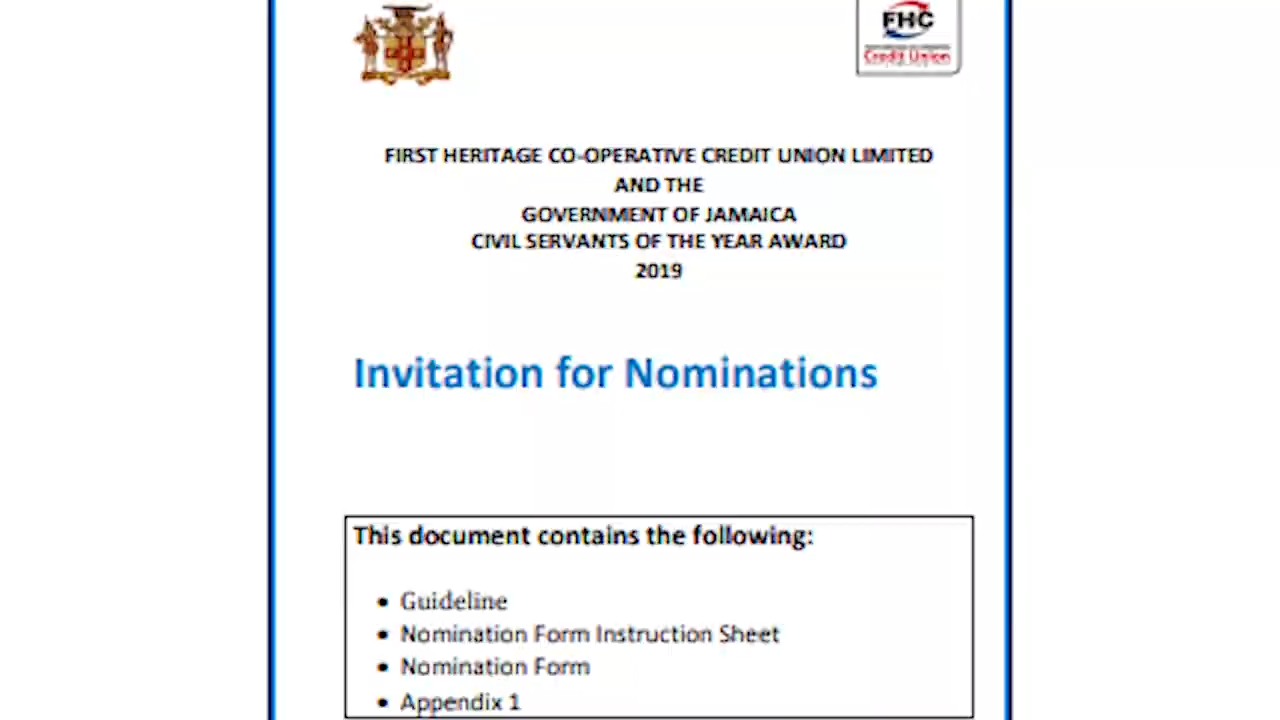 FHC
Credit Union
FIRST HERITAGE CO-OPERATIVE CREDIT UNION LIMITED
AND THE
GOVERNMENT OF JAMAICA
CIVIL SERVANTS OF THE YEAR AWARD
2019
Invitation for Nominations
This document contains the following:
• Guideline
• Nomination Form Instruction Sheet
• Nomination Form
• Appendix 1